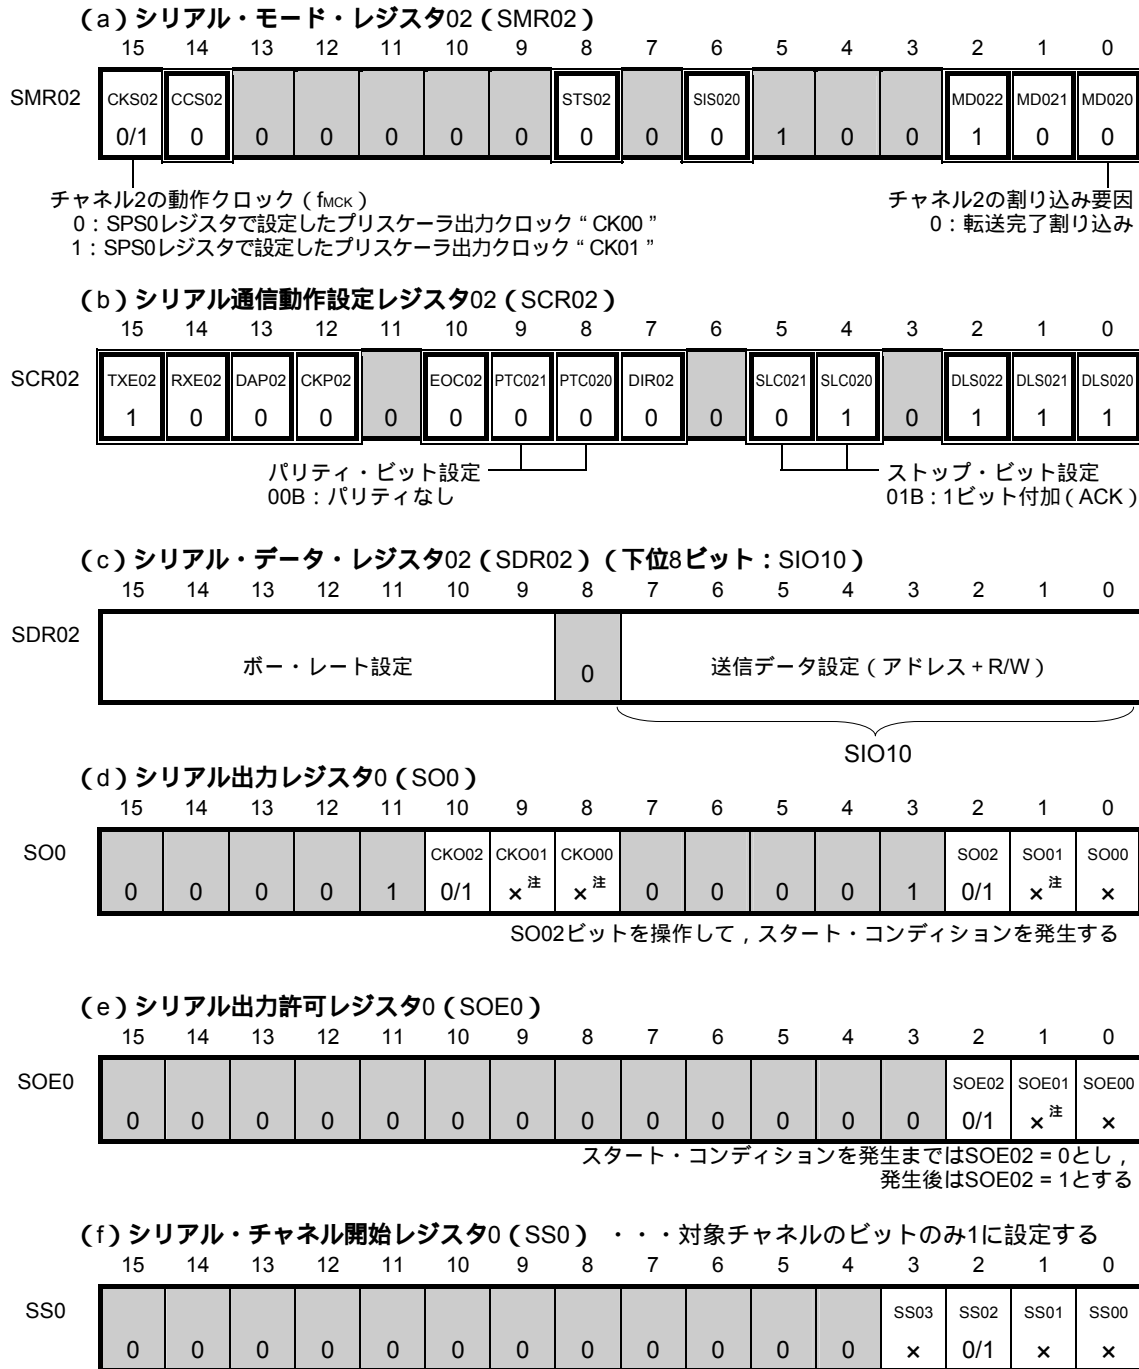 (a)シリアル・モード・レジスタ02(SMR02)
15 14 13 12 11 10 9 8 7 6 5 4 3 2 1 0
SMR02 CKS02 CCS02 STS02 SIS020 MD022 MD021 MD020
0/1 0 0 0 0 0 0 0 0 0 1 0 0 1 0 0
チャネル2の動作クロック(fMCK) チャネル2の割り込み要因
0:SPS0レジスタで設定したプリスケーラ出力クロック“CK00” 0:転送完了割り込み
1:SPS0レジスタで設定したプリスケーラ出力クロック“CK01”
(b)シリアル通信動作設定レジスタ02(SCR02)
15 14 13 12 11 10 9 8 7 6 5 4 3 2 1 0
SCR02 TXE02 RXE02 DAP02 CKP02 EOC02 PTC021 PTC020 DIR02 SLC021 SLC020 DLS022 DLS021 DLS020
1 0 0 0 0 0 0 0 0 0 0 1 0 1 1 1
パリティ・ビット設定 ストップ・ビット設定
00B:パリティなし 01B:1ビット付加(ACK)
(c)シリアル・データ・レジスタ02(SDR02)(下位8ビット:SIO10)
15 14 13 12 11 10 9 8 7 6 5 4 3 2 1 0
SDR02 ボー・レート設定 0 送信データ設定(アドレス+R/W)
SIO10
(d)シリアル出力レジスタ0(SO0)
15 14 13 12 11 10 9 8 7 6 5 4 3 2 1 0
SO0 CKO02 CKO01 CKO00 SO02 SO01 SO00
0 0 0 0 1 0/1 ×注 ×注 0 0 0 0 1 0/1 ×注 ×
SO02ビットを操作して,スタート・コンディションを発生する
(e)シリアル出力許可レジスタ0(SOE0)
15 14 13 12 11 10 9 8 7 6 5 4 3 2 1 0
SOE0 SOE02 SOE01 SOE00
0 0 0 0 0 0 0 0 0 0 0 0 0 0/1 ×注 ×
スタート・コンディションを発生まではSOE02 = 0とし,
発生後はSOE02 = 1とする
(f)シリアル・チャネル開始レジスタ0(SS0) ・・・対象チャネルのビットのみ1に設定する
15 14 13 12 11 10 9 8 7 6 5 4 3 2 1 0
SS0 SS03 SS02 SS01 SS00
0 0 0 0 0 0 0 0 0 0 0 0 × 0/1 × ×